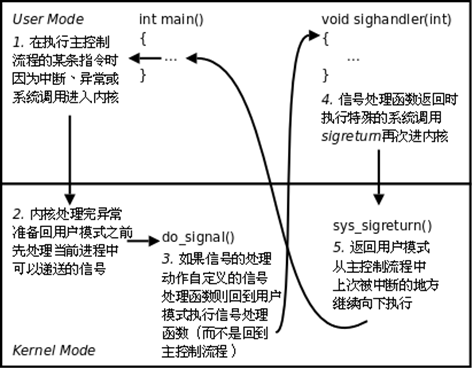 User Mode
1. 在执行主控制
流程的某条指令时
因为中断、异常或
系统调用进入内核
int main()
{
...
}
void sighandler(int)
{
...
}
4. 信号处理函数返回时
执行特殊的系统调用
sigreturn再次进内核
2. 内核处理完异常
准备回用户模式之前
先处理当前进程中
可以递送的信号
do_signal()
3. 如果信号的处理
动作自定义的信号
处理函数则回到用户
模式执行信号处理
函数（而不是回到
主控制流程）
sys_sigreturn()
5. 返回用户模式
从主控制流程中
上次被中断的地方
继续向下执行
Kernel Mode